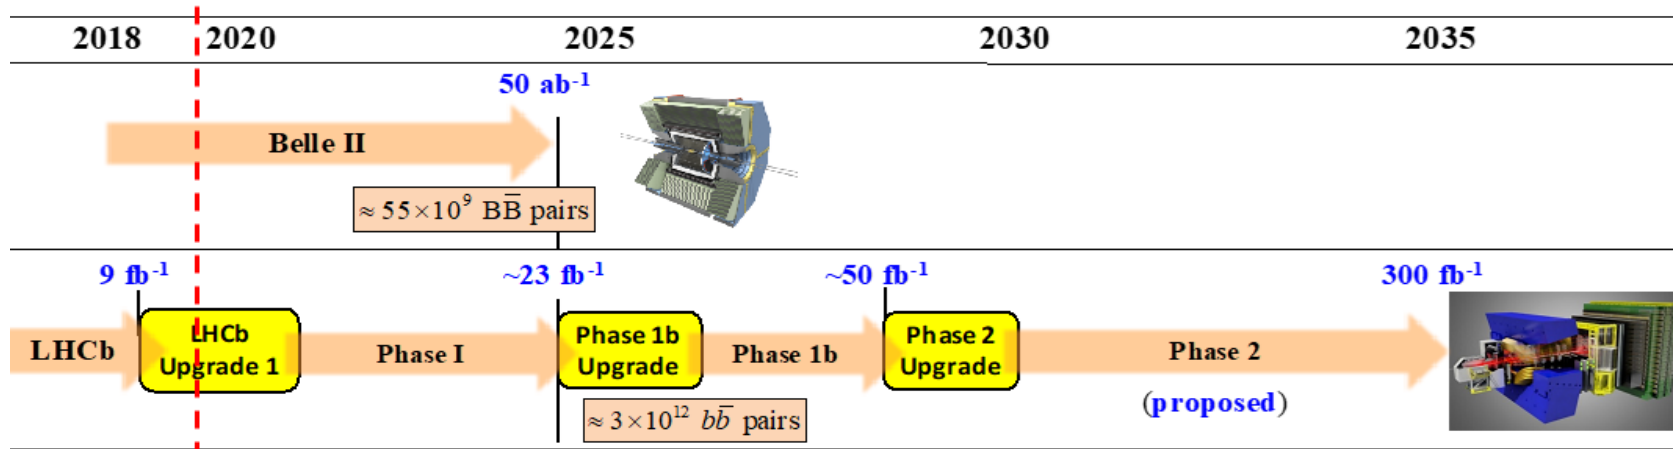 2018 2020 2025 2030 2035
50 ab⁻¹
Belle II
≈ 55×10⁹ BB̅ pairs
9 fb⁻¹ ~23 fb⁻¹ ~50 fb⁻¹ 300 fb⁻¹
LHCb
LHCb
Upgrade 1
Phase I
Phase 1b
Upgrade
Phase 1b
Phase 2
Upgrade
Phase 2
(proposed)
≈ 3×10¹² bb̅ pairs